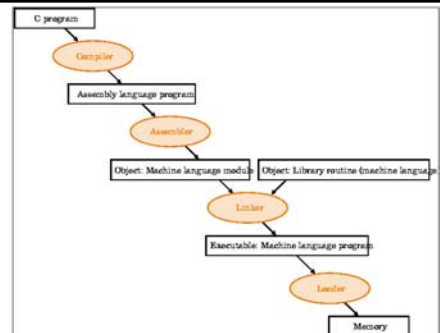 C program
Compiler
Assembly language program
Assembler
Object: Machine language module
Object: Library routine (machine language
Linker
Executable: Machine language program
Loader
Memory